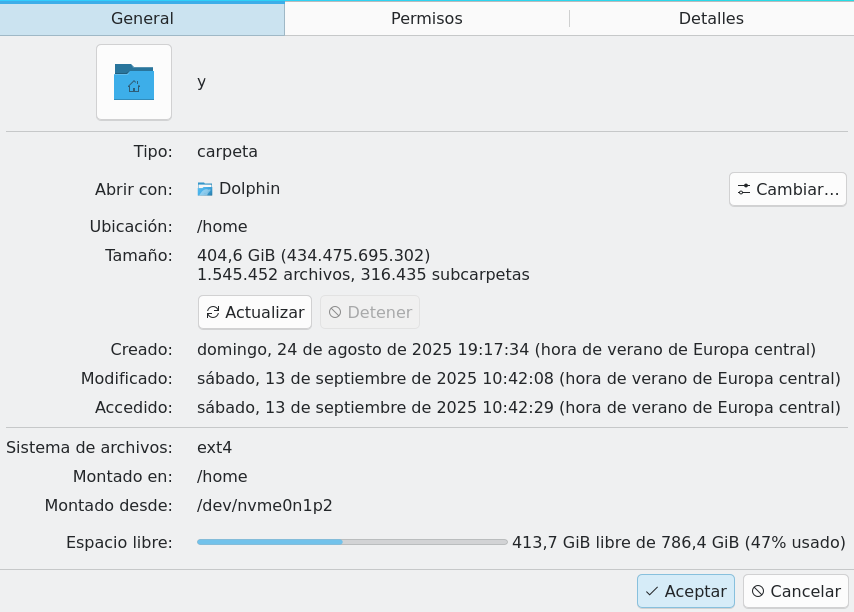 General Permisos Detalles
y
Tipo: carpeta
Abrir con: Dolphin Cambiar...
Ubicación: /home
Tamaño: 404,6 GiB (434.475.695.302)
1.545.452 archivos, 316.435 subcarpetas
Actualizar Detener
Creado: domingo, 24 de agosto de 2025 19:17:34 (hora de verano de Europa central)
Modificado: sábado, 13 de septiembre de 2025 10:42:08 (hora de verano de Europa central)
Accedido: sábado, 13 de septiembre de 2025 10:42:29 (hora de verano de Europa central)
Sistema de archivos: ext4
Montado en: /home
Montado desde: /dev/nvme0n1p2
Espacio libre: 413,7 GiB libre de 786,4 GiB (47% usado)
Aceptar Cancelar